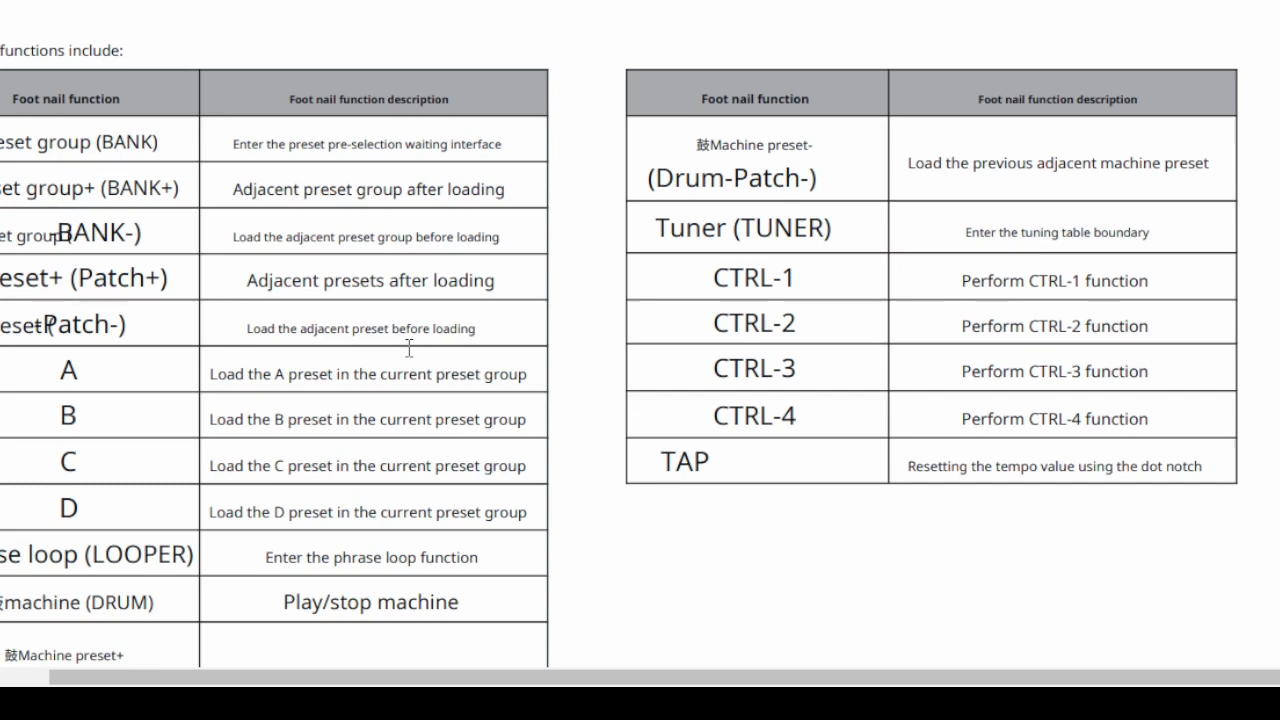 functions include:
Foot nail function
Foot nail function description
eset group (BANK)
Enter the preset pre-selection waiting interface
set group+ (BANK+)
Adjacent preset group after loading
et group BANK-)
Load the adjacent preset group before loading
eset+ (Patch+)
Adjacent presets after loading
Patch-)
Load the adjacent preset before loading
A
Load the A preset in the current preset group
B
Load the B preset in the current preset group
C
Load the C preset in the current preset group
D
Load the D preset in the current preset group
se loop (LOOPER)
Enter the phrase loop function
machine (DRUM)
Play/stop machine
鼓Machine preset+
Foot nail function
Foot nail function description
鼓Machine preset-
(Drum-Patch-)
Load the previous adjacent machine preset
Tuner (TUNER)
Enter the tuning table boundary
CTRL-1
Perform CTRL-1 function
CTRL-2
Perform CTRL-2 function
CTRL-3
Perform CTRL-3 function
CTRL-4
Perform CTRL-4 function
TAP
Resetting the tempo value using the dot notch